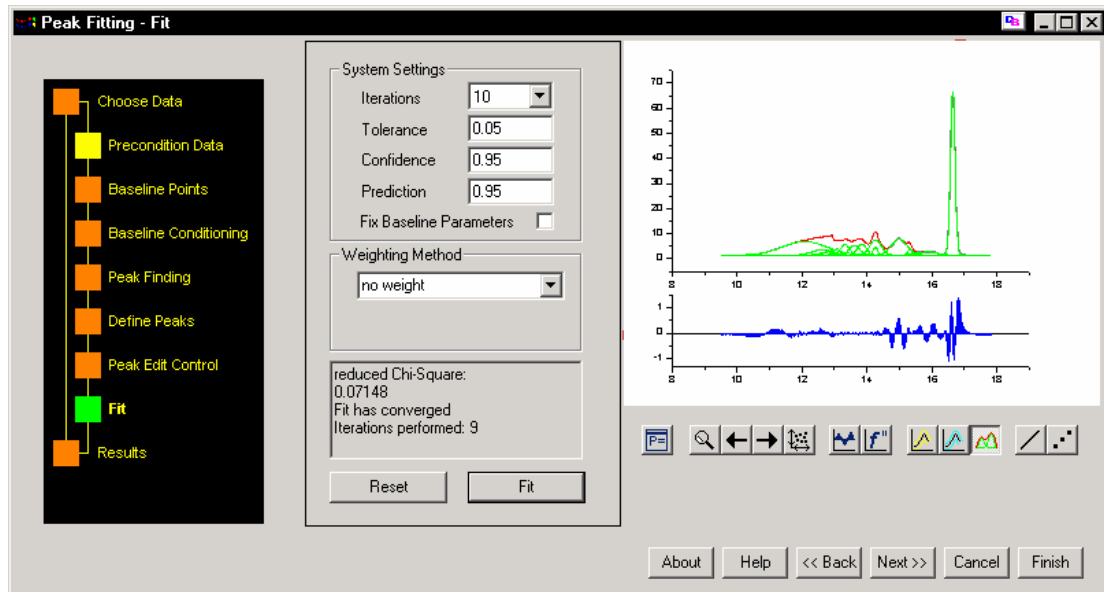 Peak Fitting - Fit
Choose Data
Precondition Data
Baseline Points
Baseline Conditioning
Peak Finding
Define Peaks
Peak Edit Control
Fit
Results
System Settings
Iterations 10
Tolerance 0.05
Confidence 0.95
Prediction 0.95
Fix Baseline Parameters
Weighting Method
no weight
reduced Chi-Square:
0.07148
Fit has converged
Iterations performed: 9
Reset Fit
70
60
50
40
30
20
10
0
8 10 12 14 16 18
1
0
-1
8 10 12 14 16 18
P= f"
About Help << Back Next >> Cancel Finish